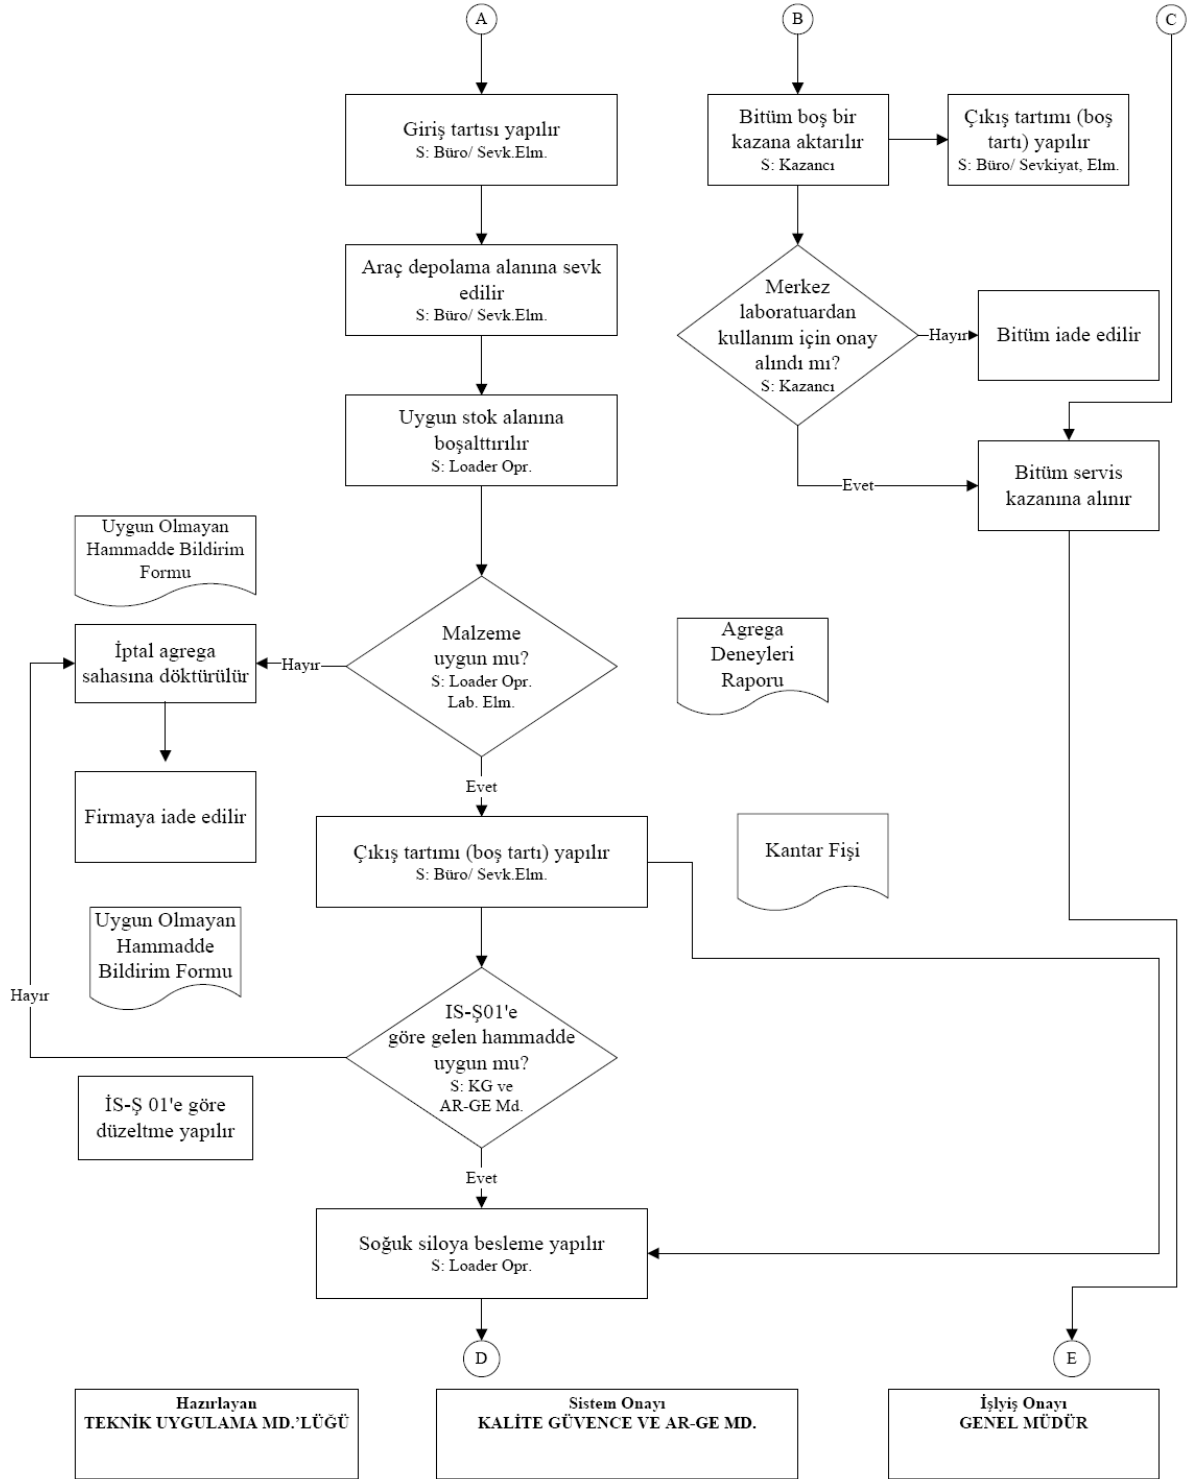 A
B
C
Giriş tartısı yapılır
S: Büro/ Sevk.Elm.
Bitüm boş bir
kazana aktarılır
S: Kazancı
Çıkış tartımı (boş
tartı) yapılır
S: Büro/ Sevkiyat, Elm.
Araç depolama alanına sevk
edilir
S: Büro/ Sevk.Elm.
Merkez
laboratuardan
kullanım için onay
alındı mı?
S: Kazancı
Hayır
Bitüm iade edilir
Uygun stok alanına
boşalttırılır
S: Loader Opr.
Evet
Bitüm servis
kazanına alınır
Uygun Olmayan
Hammadde Bildirim
Formu
Malzeme
uygun mu?
S: Loader Opr.
Lab. Elm.
Hayır
İptal agrega
sahasına döktürülür
Agrega
Deneyleri
Raporu
Firmaya iade edilir
Evet
Çıkış tartımı (boş tartı) yapılır
S: Büro/ Sevk.Elm.
Kantar Fişi
Uygun Olmayan
Hammadde
Bildirim Formu
Hayır
IS-Ş01'e
göre gelen hammadde
uygun mu?
S: KG ve
AR-GE Md.
İS-Ş 01'e göre
düzeltme yapılır
Evet
Soğuk siloya besleme yapılır
S: Loader Opr.
D
E
Hazırlayan
TEKNİK UYGULAMA MD.’LÜĞÜ
Sistem Onayı
KALİTE GÜVENCE VE AR-GE MD.
İşlyiş Onayı
GENEL MÜDÜR